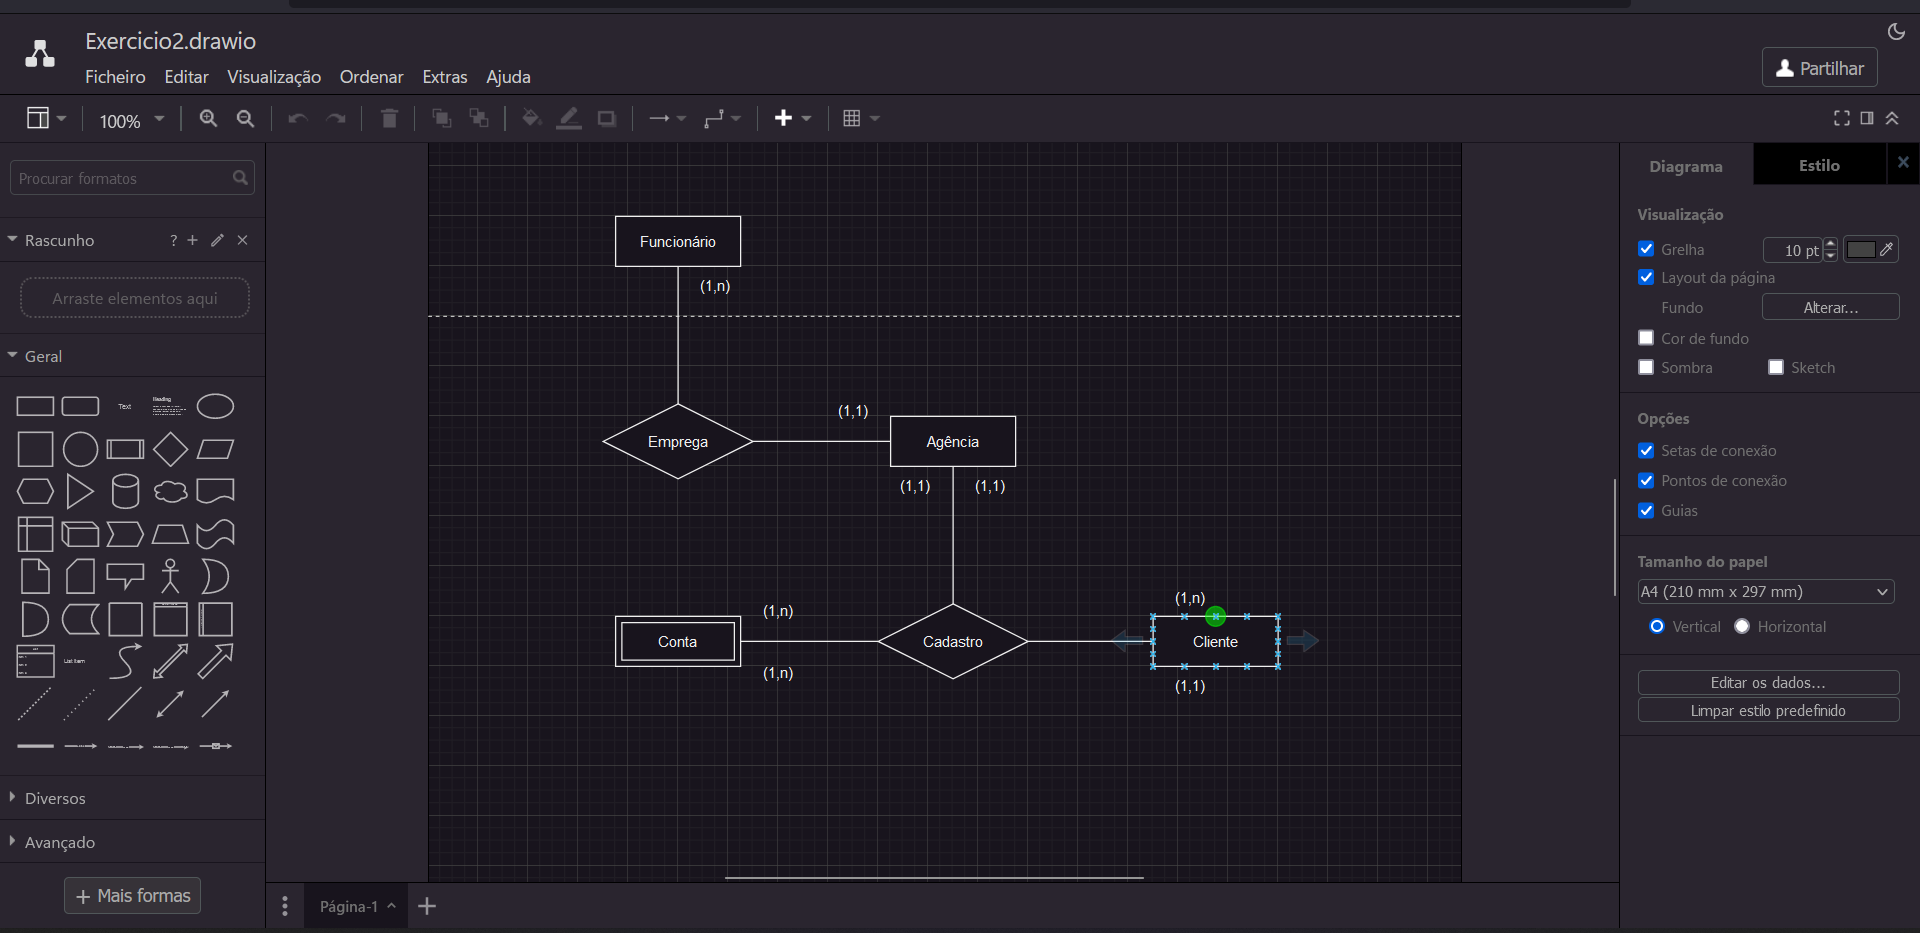 Exercicio2.drawio
Ficheiro Editar Visualização Ordenar Extras Ajuda
Partilhar
100%
Procurar formatos
Rascunho
?
Arraste elementos aqui
Geral
Text
Heading
List Item
Diversos
Avançado
+ Mais formas
Funcionário
(1,n)
Emprega
(1,1)
Agência
(1,1) (1,1)
(1,n)
Conta
(1,n)
Cadastro
(1,n)
Cliente
(1,1)
Página-1
Diagrama
Estilo
Visualização
Grelha
10 pt
Layout da página
Fundo
Alterar...
Cor de fundo
Sombra
Sketch
Opções
Setas de conexão
Pontos de conexão
Guias
Tamanho do papel
A4 (210 mm x 297 mm)
Vertical
Horizontal
Editar os dados...
Limpar estilo predefinido